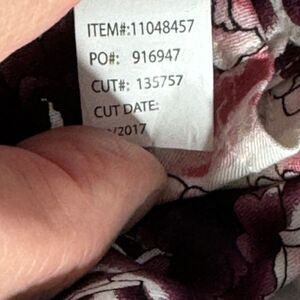 ITEM#:11048457
PO#: 916947
CUT#: 135757
CUT DATE:
/2017